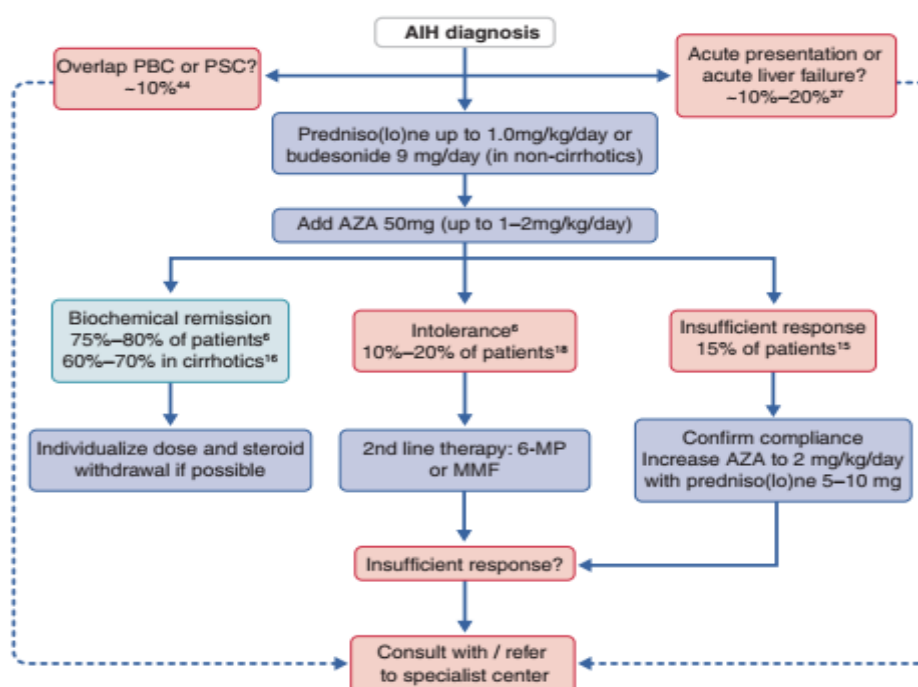 AIH diagnosis
Overlap PBC or PSC?
~10%⁴⁴
Acute presentation or
acute liver failure?
~10%–20%³⁷
Predniso(lo)ne up to 1.0mg/kg/day or
budesonide 9 mg/day (in non-cirrhotics)
Add AZA 50mg (up to 1–2mg/kg/day)
Biochemical remission
75%–80% of patients⁶
60%–70% in cirrhotics¹⁶
Intolerance⁶
10%–20% of patients¹⁸
Insufficient response
15% of patients¹⁵
Individualize dose and steroid
withdrawal if possible
2nd line therapy: 6-MP
or MMF
Confirm compliance
Increase AZA to 2 mg/kg/day
with predniso(lo)ne 5–10 mg
Insufficient response?
Consult with / refer
to specialist center